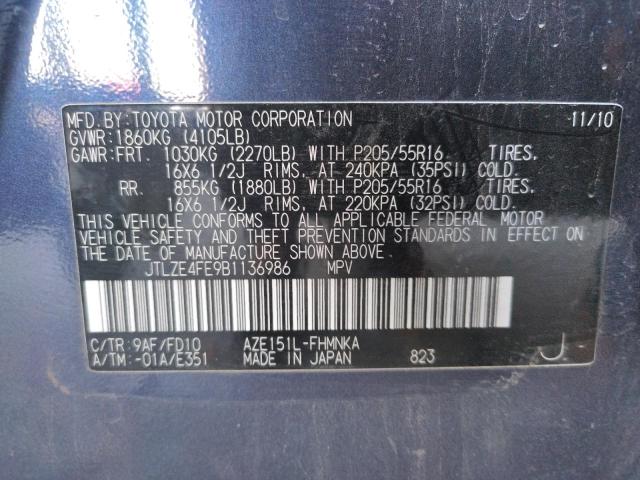 MFD.BY:TOYOTA MOTOR CORPORATION 11/10
GVWR:1860KG (4105LB)
GAWR:FRT. 1030KG (2270LB) WITH P205/55R16 TIRES.
16X6 1/2J RIMS, AT 240KPA (35PSI) COLD.
RR. 855KG (1880LB) WITH P205/55R16 TIRES,
16X6 1/2J RIMS, AT 220KPA (32PSI) COLD.
THIS VEHICLE CONFORMS TO ALL APPLICABLE FEDERAL MOTOR
VEHICLE SAFETY AND THEFT PREVENTION STANDARDS IN EFFECT ON
THE DATE OF MANUFACTURE SHOWN ABOVE.
JTLZE4FE9B1136986 MPV
C/TR:9AF/FD10 AZE151L-FHMNKA
A/TM:-01A/E351 MADE IN JAPAN 823 J